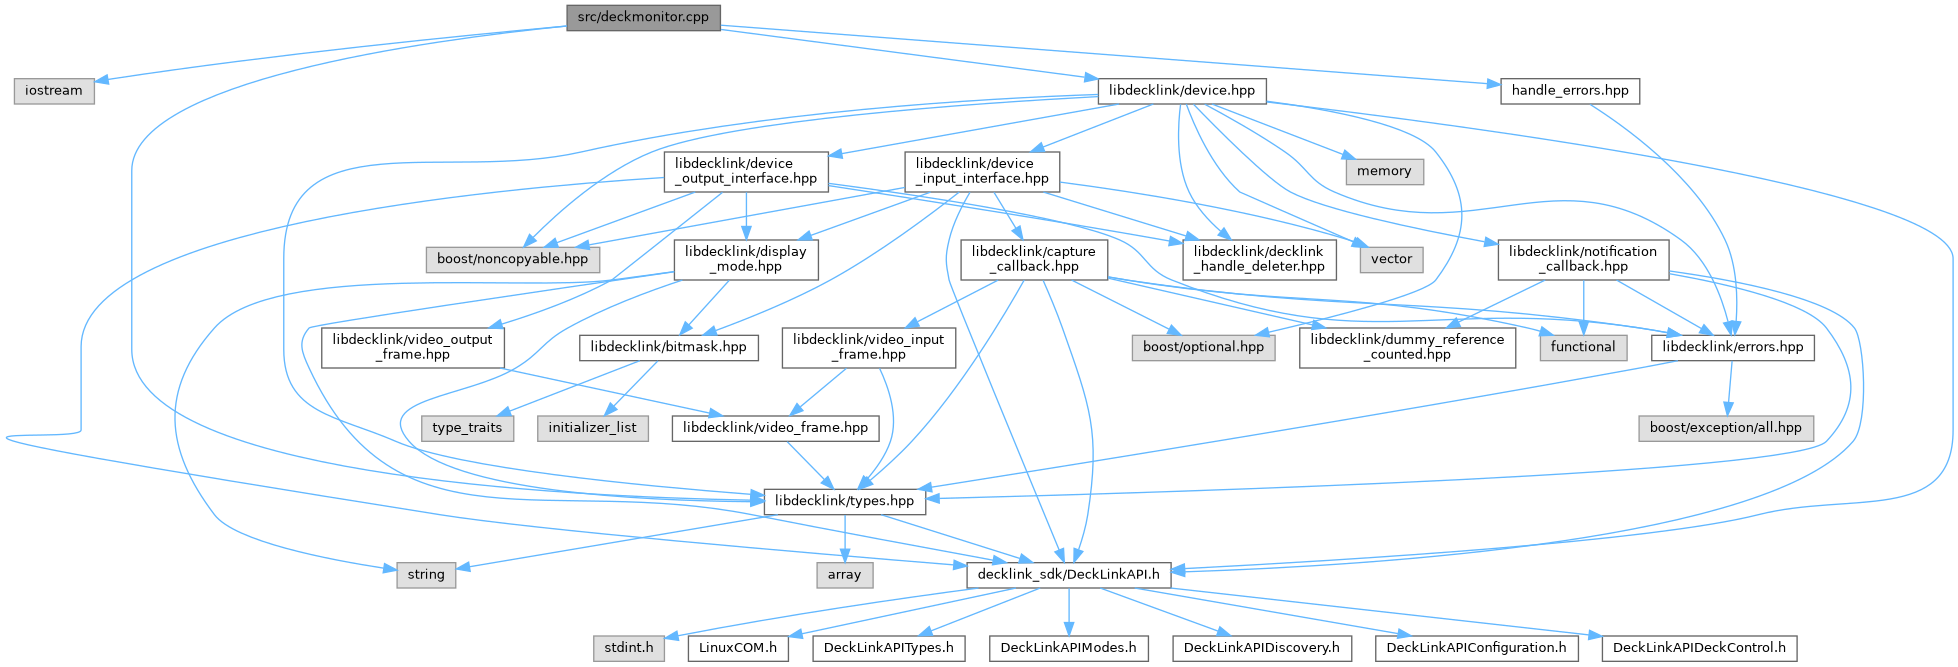 src/deckmonitor.cpp
iostream
libdecklink/device.hpp
handle_errors.hpp
libdecklink/device
_output_interface.hpp
libdecklink/device
_input_interface.hpp
memory
boost/noncopyable.hpp
libdecklink/display
_mode.hpp
libdecklink/capture
_callback.hpp
libdecklink/decklink
_handle_deleter.hpp
vector
libdecklink/notification
_callback.hpp
libdecklink/video_output
_frame.hpp
libdecklink/bitmask.hpp
libdecklink/video_input
_frame.hpp
boost/optional.hpp
libdecklink/dummy_reference
_counted.hpp
functional
libdecklink/errors.hpp
type_traits
initializer_list
libdecklink/video_frame.hpp
boost/exception/all.hpp
libdecklink/types.hpp
string
array
decklink_sdk/DeckLinkAPI.h
stdint.h
LinuxCOM.h
DeckLinkAPITypes.h
DeckLinkAPIModes.h
DeckLinkAPIDiscovery.h
DeckLinkAPIConfiguration.h
DeckLinkAPIDeckControl.h